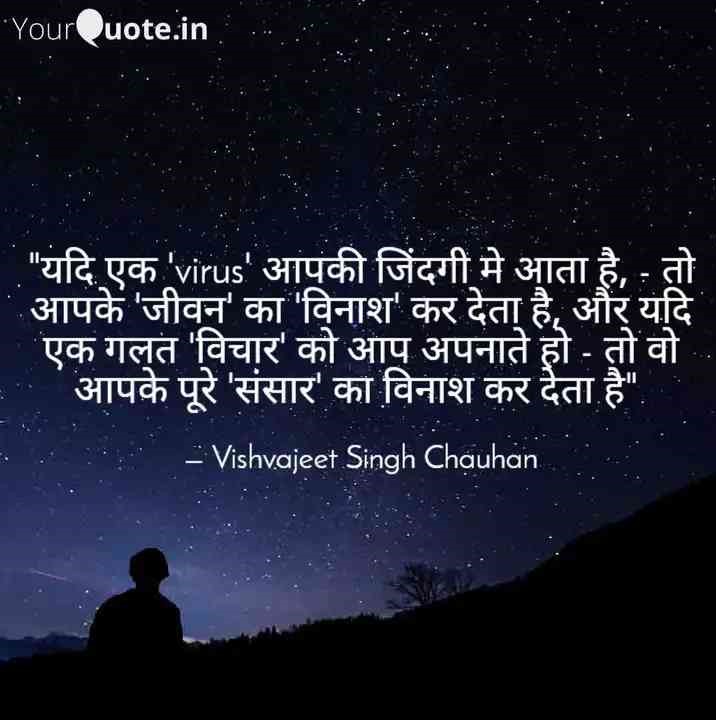 YourQuote.in
"यदि एक 'virus' आपकी जिंदगी मे आता है, - तो
आपके 'जीवन' का 'विनाश' कर देता है, और यदि
एक गलत 'विचार' को आप अपनाते हो - तो वो
आपके पूरे 'संसार' का विनाश कर देता है"
– Vishvajeet Singh Chauhan